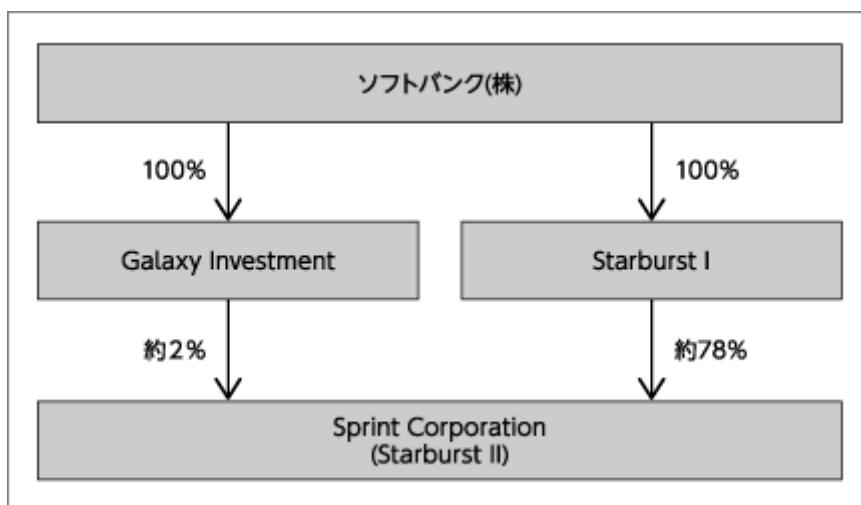 ソフトバンク(株)
100%
100%
Galaxy Investment
Starburst I
約2%
約78%
Sprint Corporation
(Starburst II)